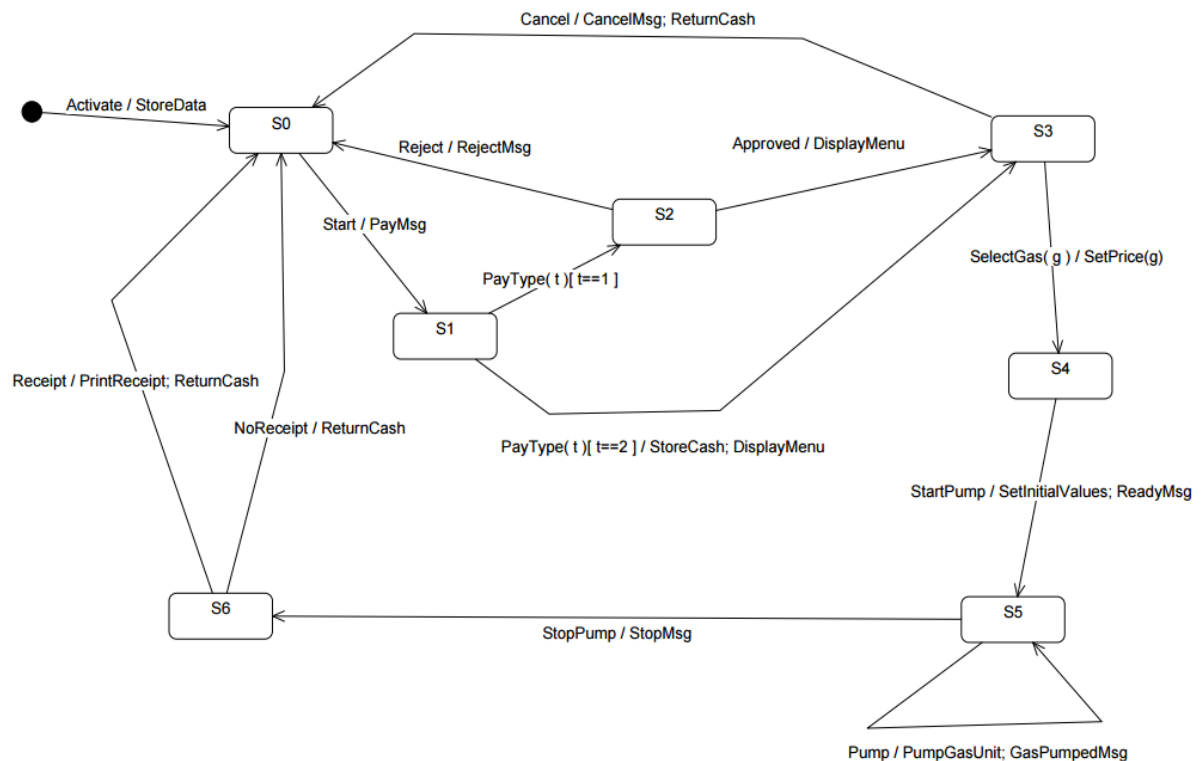 Cancel / CancelMsg; ReturnCash
Activate / StoreData
S0
S3
Reject / RejectMsg
Approved / DisplayMenu
S2
Start / PayMsg
SelectGas( g ) / SetPrice(g)
PayType( t )[ t==1 ]
S1
S4
Receipt / PrintReceipt; ReturnCash
NoReceipt / ReturnCash
PayType( t )[ t==2 ] / StoreCash; DisplayMenu
StartPump / SetInitialValues; ReadyMsg
S6
S5
StopPump / StopMsg
Pump / PumpGasUnit; GasPumpedMsg